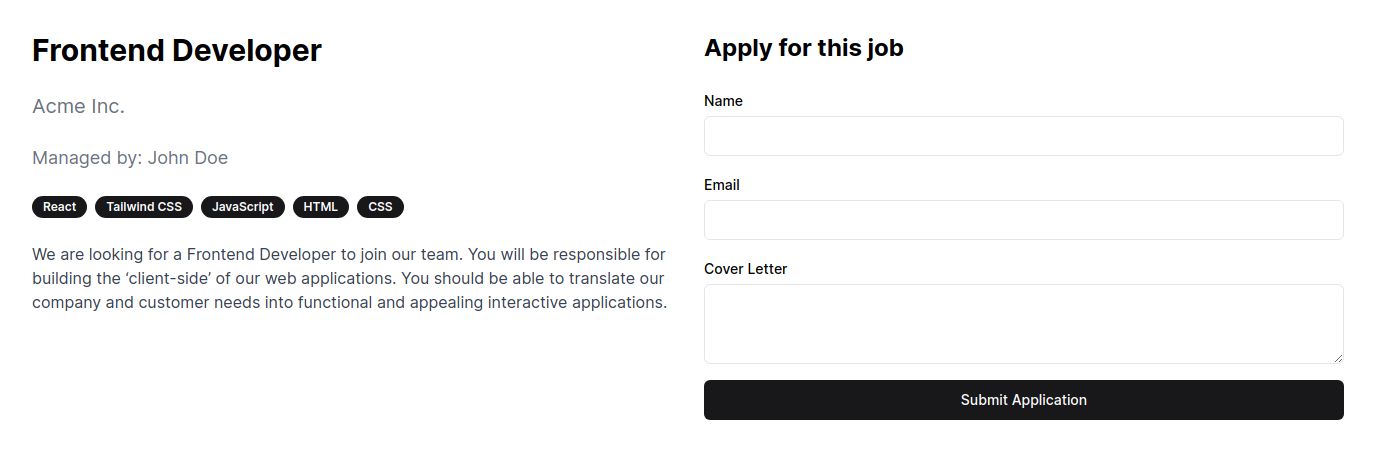 Frontend Developer
Acme Inc.
Managed by: John Doe
React Tailwind CSS JavaScript HTML CSS
We are looking for a Frontend Developer to join our team. You will be responsible for
building the ‘client-side’ of our web applications. You should be able to translate our
company and customer needs into functional and appealing interactive applications.
Apply for this job
Name
Email
Cover Letter
Submit Application